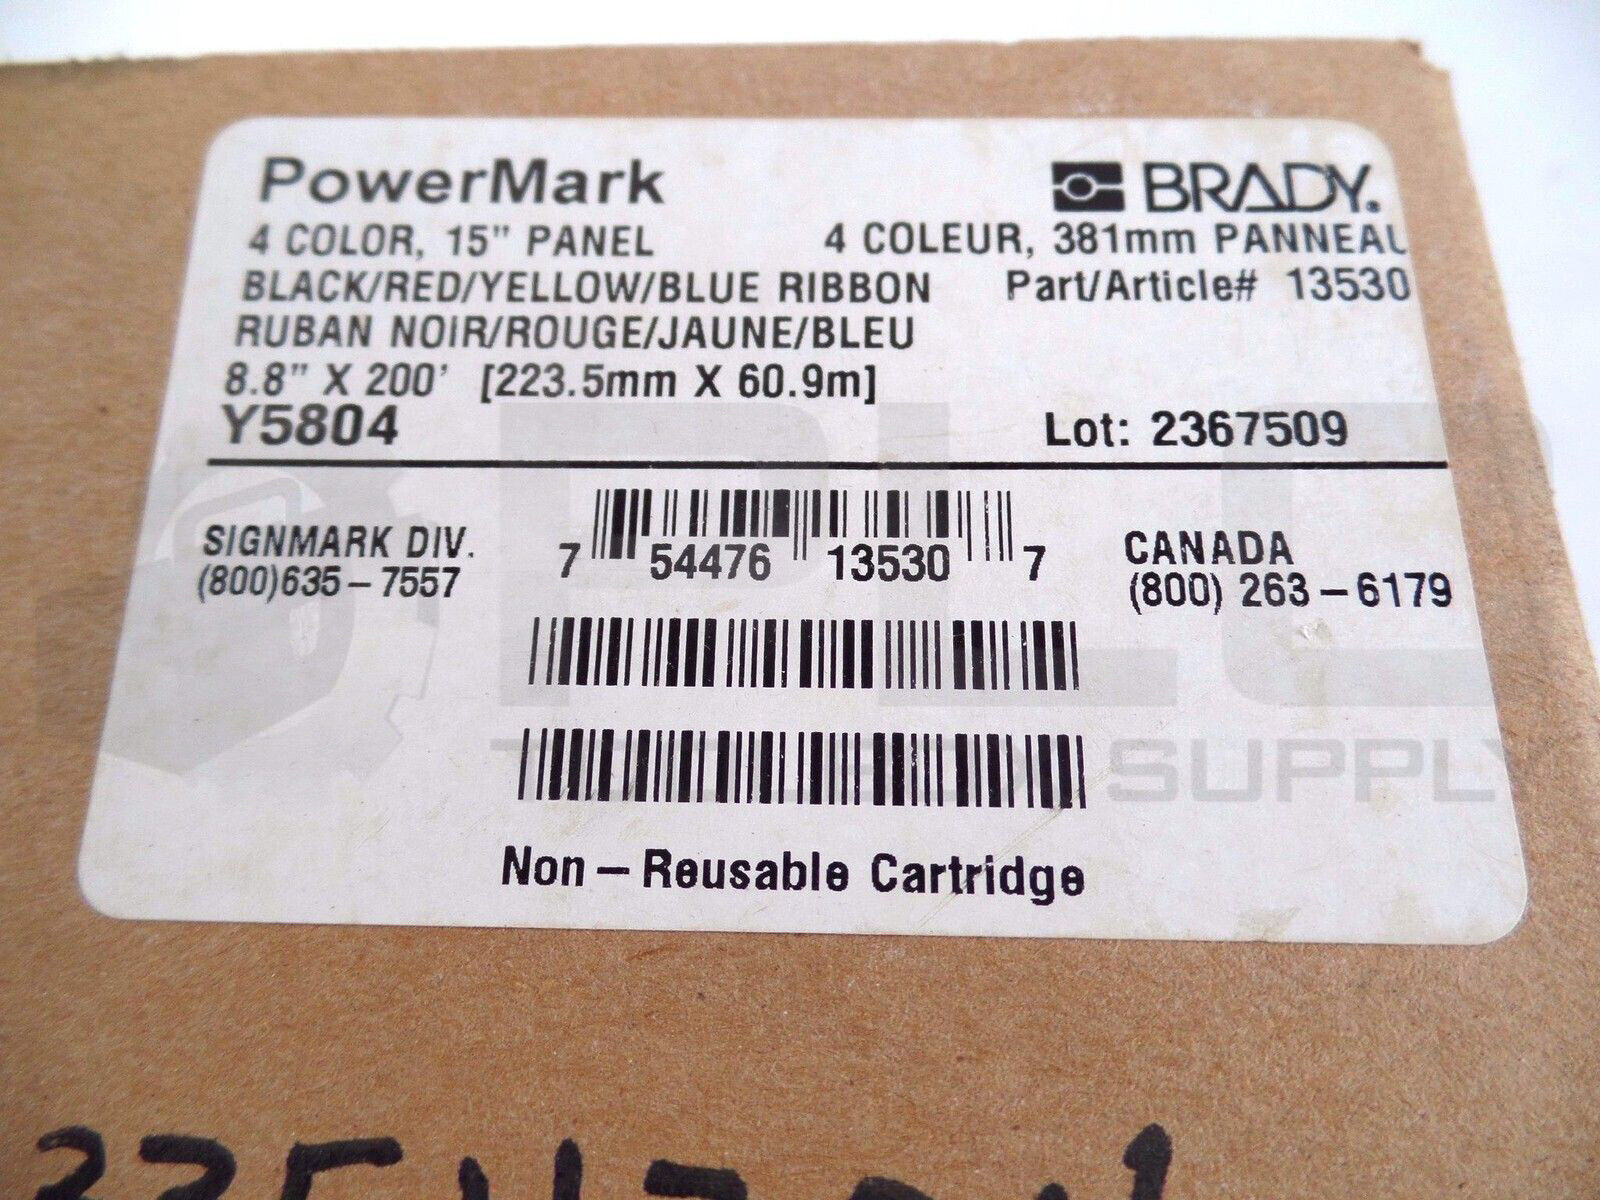 PowerMark
BRADY.
4 COLOR, 15" PANEL 4 COLEUR, 381mm PANNEAU
BLACK/RED/YELLOW/BLUE RIBBON Part/Article# 13530
RUBAN NOIR/ROUGE/JAUNE/BLEU
8.8" X 200' [223.5mm X 60.9m]
Y5804 Lot: 2367509
SIGNMARK DIV.
(800)635-7557
7 54476 13530 7
CANADA
(800) 263-6179
Non-Reusable Cartridge
SUPPLY